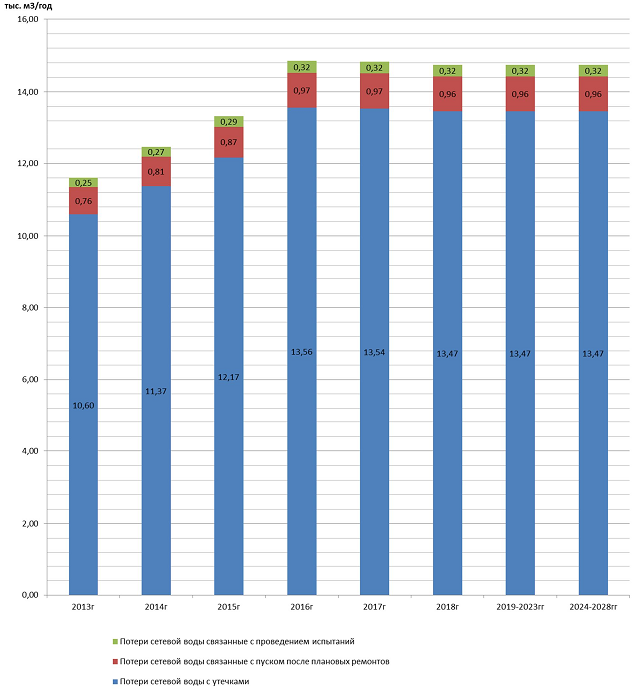 тыс. м3/год
16,00
14,00
12,00
10,00
8,00
6,00
4,00
2,00
0,00
0,25
0,76
10,60
0,27
0,81
11,37
0,29
0,87
12,17
0,32
0,97
13,56
0,32
0,97
13,54
0,32
0,96
13,47
0,32
0,96
13,47
0,32
0,96
13,47
2013г
2014г
2015г
2016г
2017г
2018г
2019-2023гг
2024-2028гг
Потери сетевой воды связанные с проведением испытаний
Потери сетевой воды связанные с пуском после плановых ремонтов
Потери сетевой воды с утечками